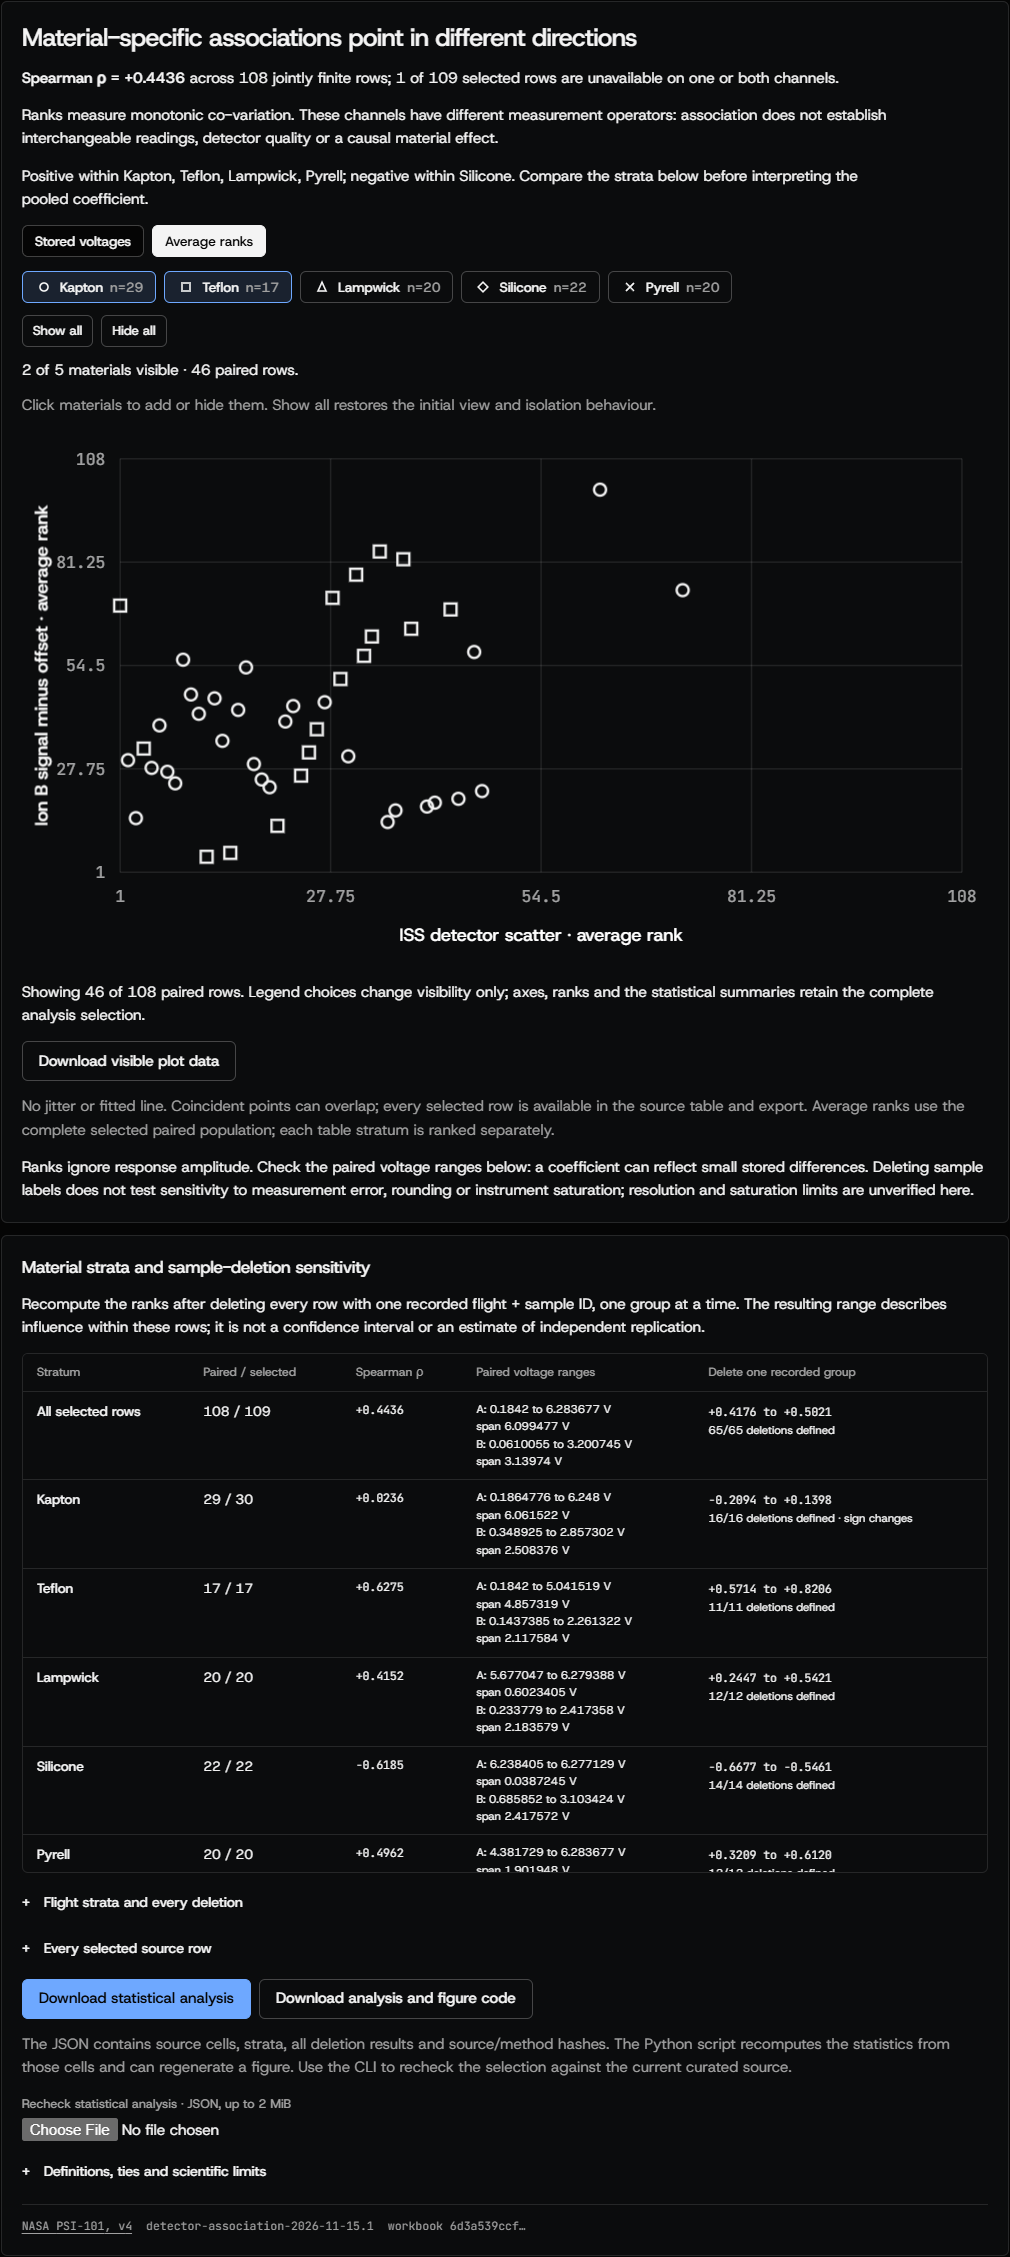 Material-specific associations point in different directions
Spearman ρ = +0.4436 across 108 jointly finite rows; 1 of 109 selected rows are unavailable on one or both channels.
Ranks measure monotonic co-variation. These channels have different measurement operators: association does not establish
interchangeable readings, detector quality or a causal material effect.
Positive within Kapton, Teflon, Lampwick, Pyrell; negative within Silicone. Compare the strata below before interpreting the
pooled coefficient.
Stored voltages Average ranks
Kapton n=29 Teflon n=17 Lampwick n=20 Silicone n=22 Pyrell n=20
Show all Hide all
2 of 5 materials visible · 46 paired rows.
Click materials to add or hide them. Show all restores the initial view and isolation behaviour.
108
81.25
54.5
27.75
1
Ion B signal minus offset · average rank
1 27.75 54.5 81.25 108
ISS detector scatter · average rank
Showing 46 of 108 paired rows. Legend choices change visibility only; axes, ranks and the statistical summaries retain the complete
analysis selection.
Download visible plot data
No jitter or fitted line. Coincident points can overlap; every selected row is available in the source table and export. Average ranks use the
complete selected paired population; each table stratum is ranked separately.
Ranks ignore response amplitude. Check the paired voltage ranges below: a coefficient can reflect small stored differences. Deleting sample
labels does not test sensitivity to measurement error, rounding or instrument saturation; resolution and saturation limits are unverified here.
Material strata and sample-deletion sensitivity
Recompute the ranks after deleting every row with one recorded flight + sample ID, one group at a time. The resulting range describes
influence within these rows; it is not a confidence interval or an estimate of independent replication.
Stratum Paired / selected Spearman ρ Paired voltage ranges Delete one recorded group
All selected rows 108 / 109 +0.4436 A: 0.1842 to 6.283677 V +0.4176 to +0.5021
span 6.099477 V 65/65 deletions defined
B: 0.0610055 to 3.200745 V
span 3.13974 V
Kapton 29 / 30 +0.0236 A: 0.1864776 to 6.248 V -0.2094 to +0.1398
span 6.061522 V 16/16 deletions defined · sign changes
B: 0.348925 to 2.857302 V
span 2.508376 V
Teflon 17 / 17 +0.6275 A: 0.1842 to 5.041519 V +0.5714 to +0.8206
span 4.857319 V 11/11 deletions defined
B: 0.1437385 to 2.261322 V
span 2.117584 V
Lampwick 20 / 20 +0.4152 A: 5.677047 to 6.279388 V +0.2447 to +0.5421
span 0.6023405 V 12/12 deletions defined
B: 0.233779 to 2.417358 V
span 2.183579 V
Silicone 22 / 22 -0.6185 A: 6.238405 to 6.277129 V -0.6677 to -0.5461
span 0.0387245 V 14/14 deletions defined
B: 0.685852 to 3.103424 V
span 2.417572 V
Pyrell 20 / 20 +0.4962 A: 4.381729 to 6.283677 V +0.3209 to +0.6120
span 1.901948 V 12/12 deletions defined
+ Flight strata and every deletion
+ Every selected source row
Download statistical analysis Download analysis and figure code
The JSON contains source cells, strata, all deletion results and source/method hashes. The Python script recomputes the statistics from
those cells and can regenerate a figure. Use the CLI to recheck the selection against the current curated source.
Recheck statistical analysis · JSON, up to 2 MiB
Choose File No file chosen
+ Definitions, ties and scientific limits
NASA PSI-101, v4 detector-association-2026-11-15.1 workbook 6d3a539ccf…